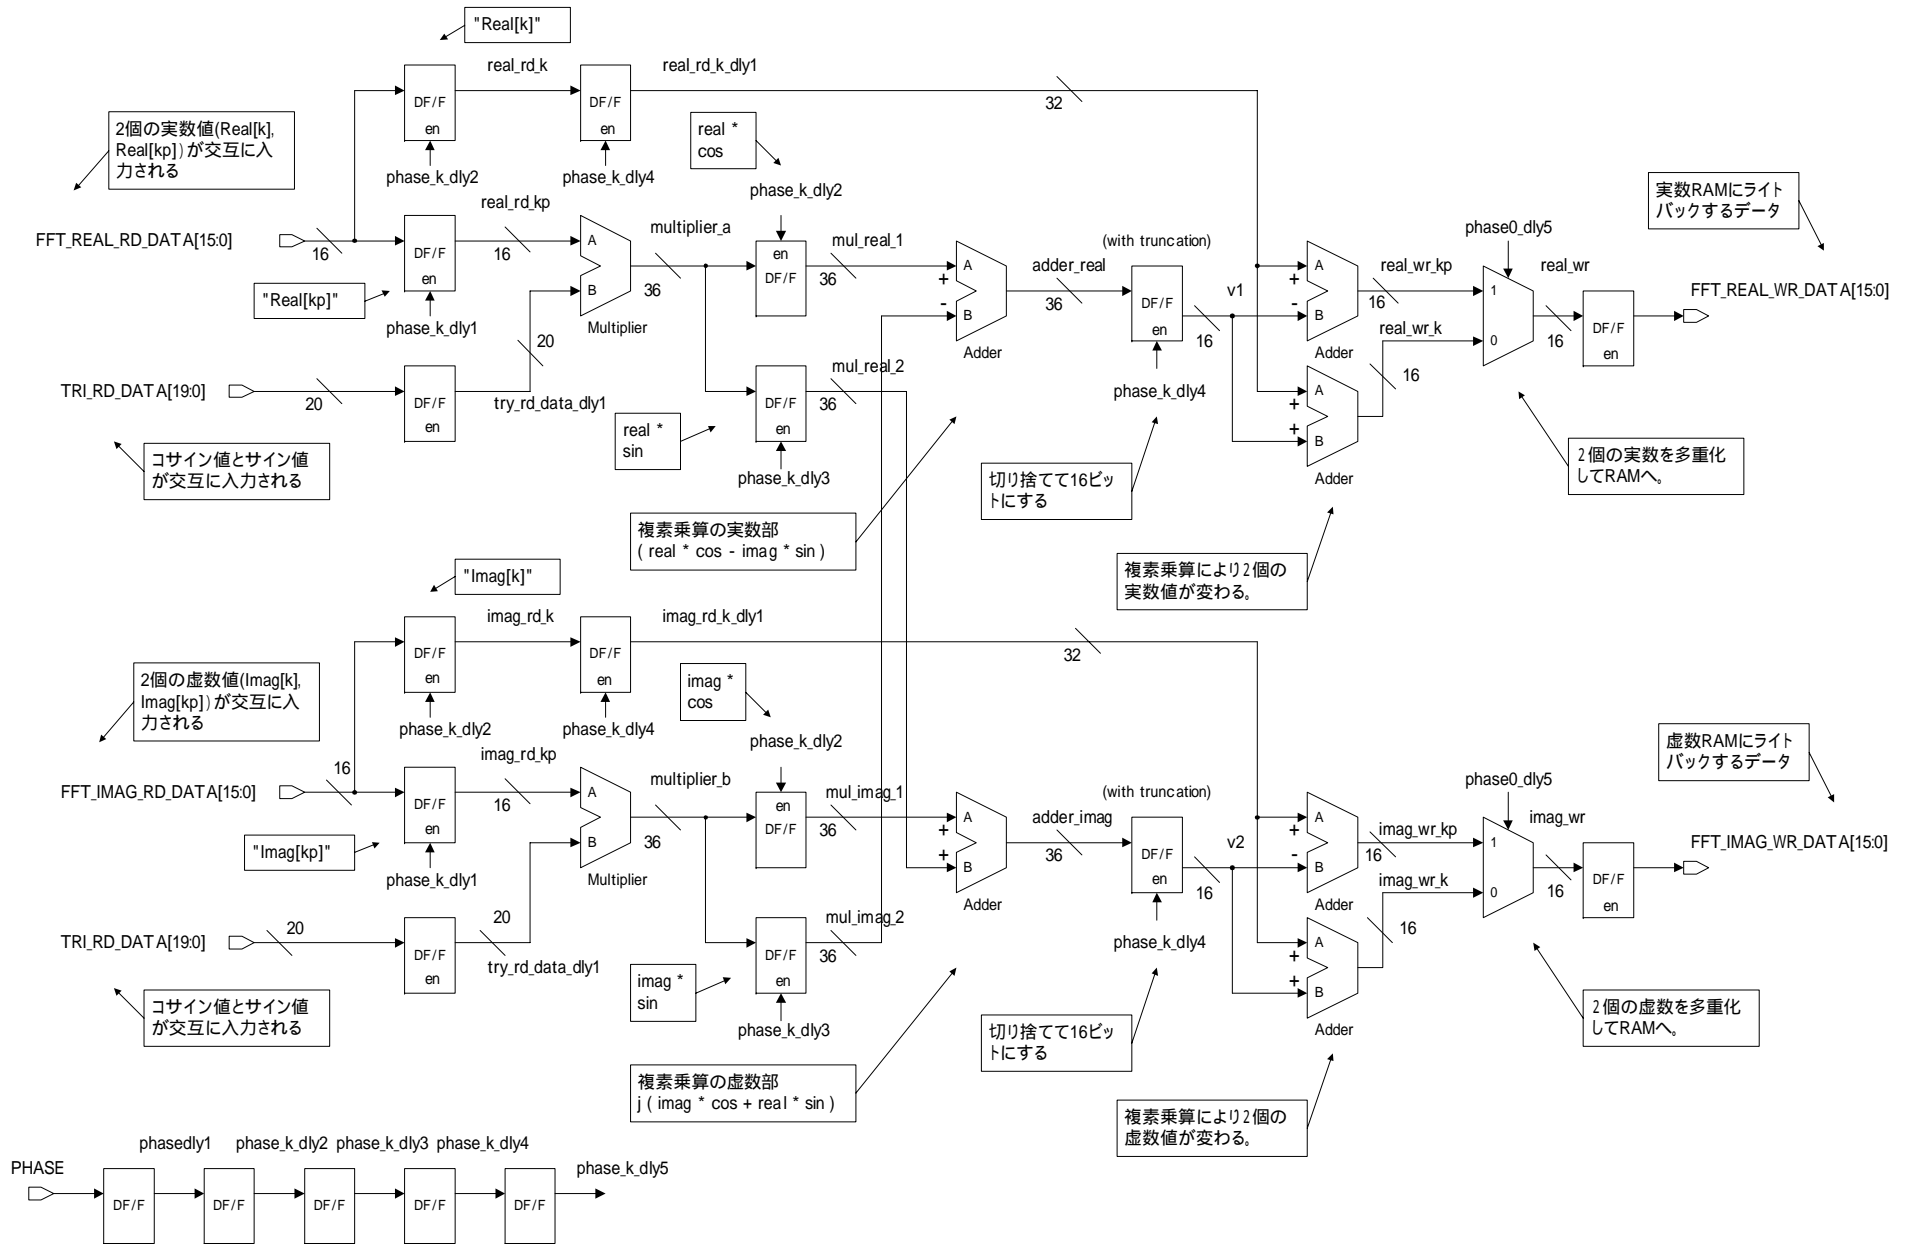 "Real[k]"
real_rd_k
real_rd_k_dly1
DF/F
en
DF/F
en
32
2個の実数値(Real[k],
Real[kp])が交互に入
力される
real *
cos
phase_k_dly2
phase_k_dly4
phase_k_dly2
実数RAMにライト
バックするデータ
real_rd_kp
multiplier_a
mul_real_1
(with truncation)
phase0_dly5
FFT_REAL_RD_DATA[15:0]
16
DF/F
en
16
A
B
Multiplier
36
en
DF/F
36
A
+
-
B
Adder
adder_real
36
DF/F
en
v1
16
A
+
-
B
Adder
real_wr_kp
16
real_wr_k
1
0
real_wr
16
DF/F
en
FFT_REAL_WR_DATA[15:0]
"Real[kp]"
phase_k_dly1
20
mul_real_2
TRI_RD_DATA[19:0]
20
DF/F
en
try_rd_data_dly1
DF/F
en
36
phase_k_dly4
A
+
+
B
Adder
16
real *
sin
phase_k_dly3
コサイン値とサイン値
が交互に入力される
切り捨てて16ビッ
トにする
2個の実数を多重化
してRAMへ。
複素乗算の実数部
( real * cos - imag * sin )
複素乗算により2個の
実数値が変わる。
"Imag[k]"
imag_rd_k
imag_rd_k_dly1
DF/F
en
DF/F
en
32
2個の虚数値(Imag[k],
Imag[kp])が交互に入
力される
imag *
cos
phase_k_dly2
phase_k_dly4
phase_k_dly2
虚数RAMにライト
バックするデータ
imag_rd_kp
multiplier_b
mul_imag_1
(with truncation)
phase0_dly5
FFT_IMAG_RD_DATA[15:0]
16
DF/F
en
16
A
B
Multiplier
36
en
DF/F
36
A
+
+
B
Adder
adder_imag
36
DF/F
en
v2
16
A
+
-
B
Adder
imag_wr_kp
16
imag_wr_k
1
0
imag_wr
16
DF/F
en
FFT_IMAG_WR_DATA[15:0]
"Imag[kp]"
phase_k_dly1
20
mul_imag_2
TRI_RD_DATA[19:0]
20
DF/F
en
try_rd_data_dly1
DF/F
en
36
phase_k_dly4
A
+
+
B
Adder
16
imag *
sin
phase_k_dly3
コサイン値とサイン値
が交互に入力される
切り捨てて16ビッ
トにする
2個の虚数を多重化
してRAMへ。
複素乗算の虚数部
j ( imag * cos + real * sin )
複素乗算により2個の
虚数値が変わる。
PHASE
phasedly1
phase_k_dly2
phase_k_dly3
phase_k_dly4
phase_k_dly5
DF/F
DF/F
DF/F
DF/F
DF/F